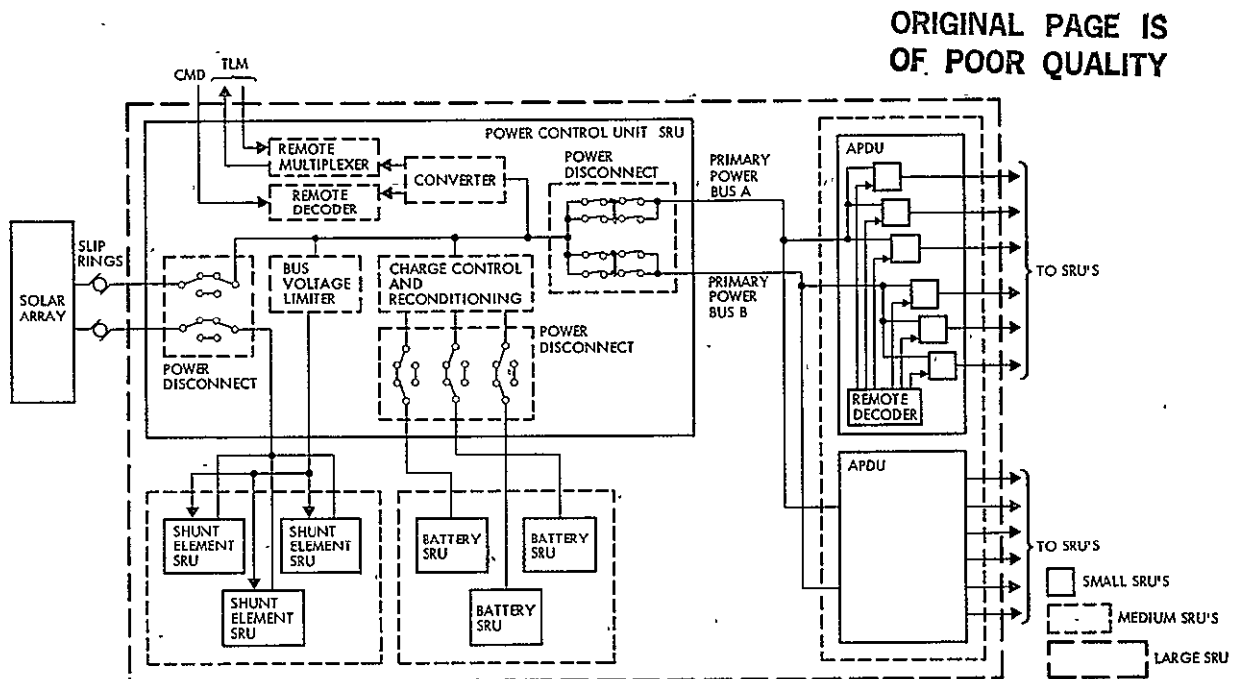 ORIGINAL PAGE IS
OF POOR QUALITY
CMD
TLM
POWER CONTROL UNIT SRU
REMOTE
MULTIPLEXER
REMOTE
DECODER
CONVERTER
POWER
DISCONNECT
PRIMARY
POWER
BUS A
PRIMARY
POWER
BUS B
SOLAR
ARRAY
SLIP
RINGS
POWER
DISCONNECT
BUS
VOLTAGE
LIMITER
CHARGE CONTROL
AND
RECONDITIONING
POWER
DISCONNECT
APDU
REMOTE
DECODER
TO SRU'S
SHUNT
ELEMENT
SRU
SHUNT
ELEMENT
SRU
SHUNT
ELEMENT
SRU
BATTERY
SRU
BATTERY
SRU
BATTERY
SRU
APDU
TO SRU'S
SMALL SRU'S
MEDIUM SRU'S
LARGE SRU